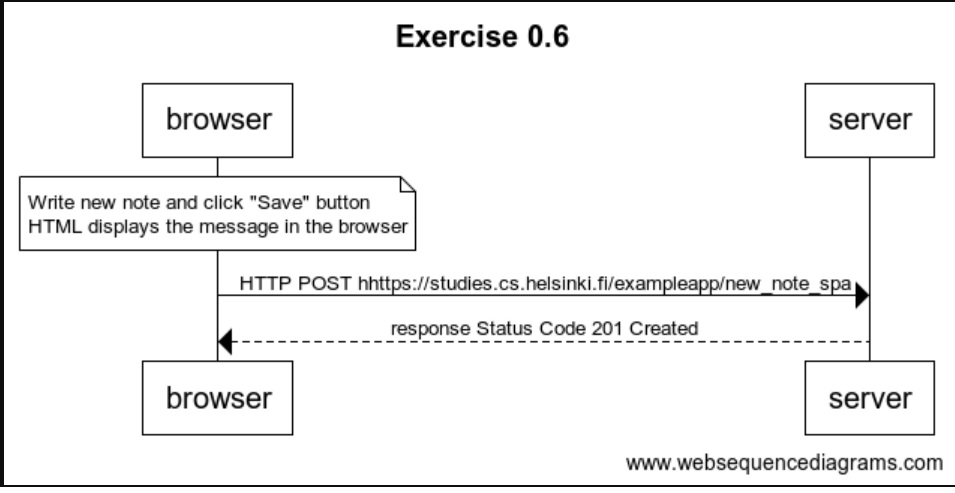 Exercise 0.6
browser
server
Write new note and click "Save" button
HTML displays the message in the browser
HTTP POST hhttps://studies.cs.helsinki.fi/exampleapp/new_note_spa
response Status Code 201 Created
browser
server
www.websequencediagrams.com